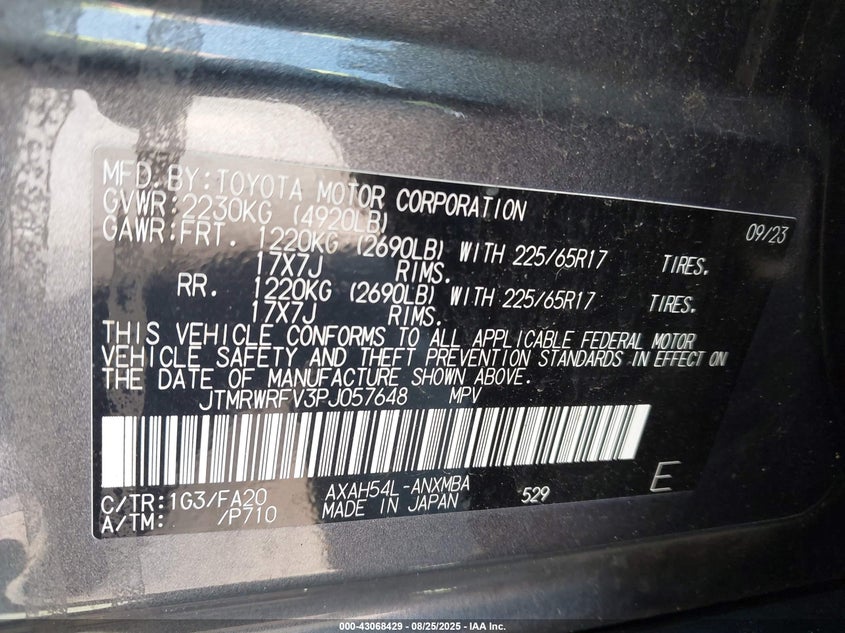 MFD. BY: TOYOTA MOTOR CORPORATION 09/23
GVWR: 2230KG (4920LB)
GAWR: FRT. 1220KG (2690LB) WITH 225/65R17 TIRES.
17X7J RIMS.
RR. 1220KG (2690LB) WITH 225/65R17 TIRES.
17X7J RIMS.
THIS VEHICLE CONFORMS TO ALL APPLICABLE FEDERAL MOTOR
VEHICLE SAFETY AND THEFT PREVENTION STANDARDS IN EFFECT ON
THE DATE OF MANUFACTURE SHOWN ABOVE.
JTMRWRFV3PJ057648 MPV
C/TR: 1G3/FA20 AXAH54L-ANXMBA 529 E
A/TM: /P710 MADE IN JAPAN
000-43068429 - 08/25/2025 - IAA Inc.